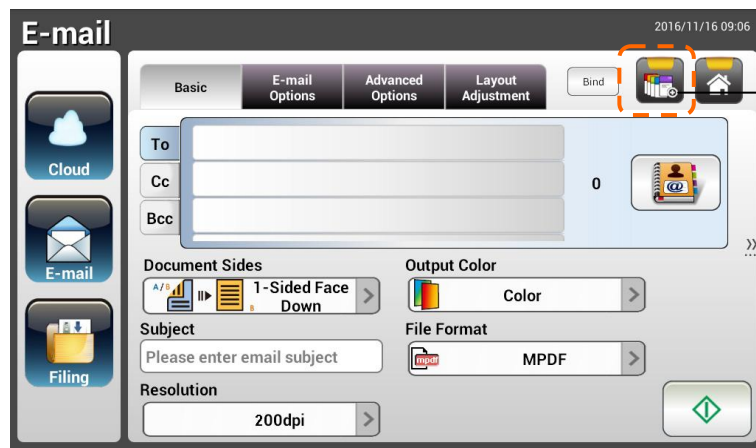 E-mail
2016/11/16 09:06
Basic
E-mail
Options
Advanced
Options
Layout
Adjustment
Bind
Cloud
E-mail
Filing
To
Cc
Bcc
0
@
Document Sides
A/B
B
1-Sided Face
Down
Output Color
Color
Subject
Please enter email subject
File Format
mpdf
MPDF
Resolution
200dpi